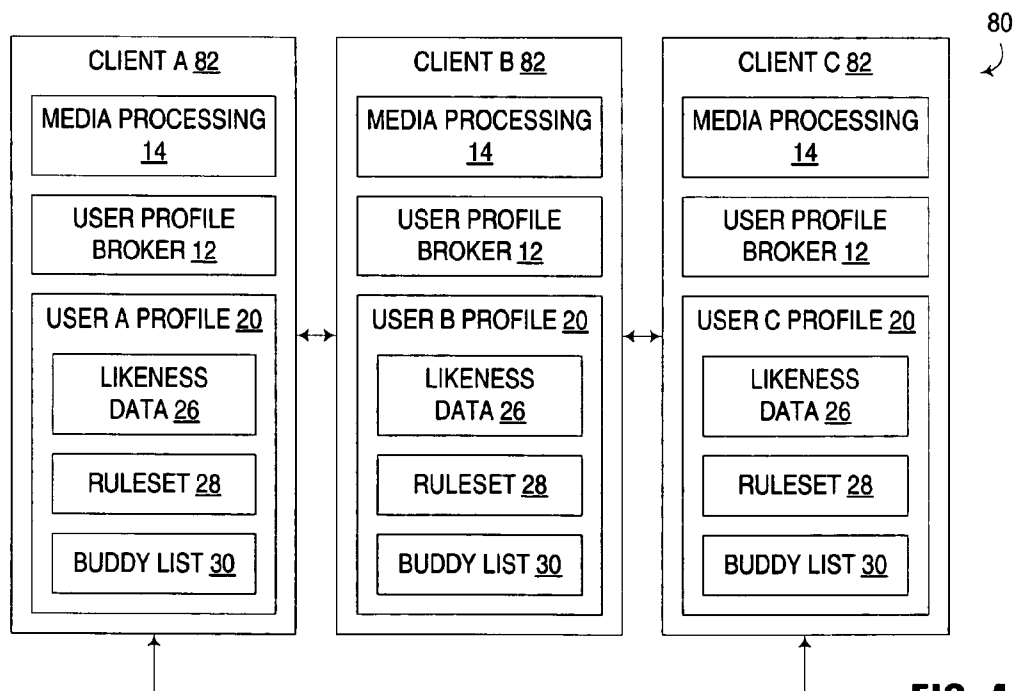 80
CLIENT A 82
MEDIA PROCESSING
14
USER PROFILE
BROKER 12
USER A PROFILE 20
LIKENESS
DATA 26
RULESET 28
BUDDY LIST 30
CLIENT B 82
MEDIA PROCESSING
14
USER PROFILE
BROKER 12
USER B PROFILE 20
LIKENESS
DATA 26
RULESET 28
BUDDY LIST 30
CLIENT C 82
MEDIA PROCESSING
14
USER PROFILE
BROKER 12
USER C PROFILE 20
LIKENESS
DATA 26
RULESET 28
BUDDY LIST 30
FIG. 4